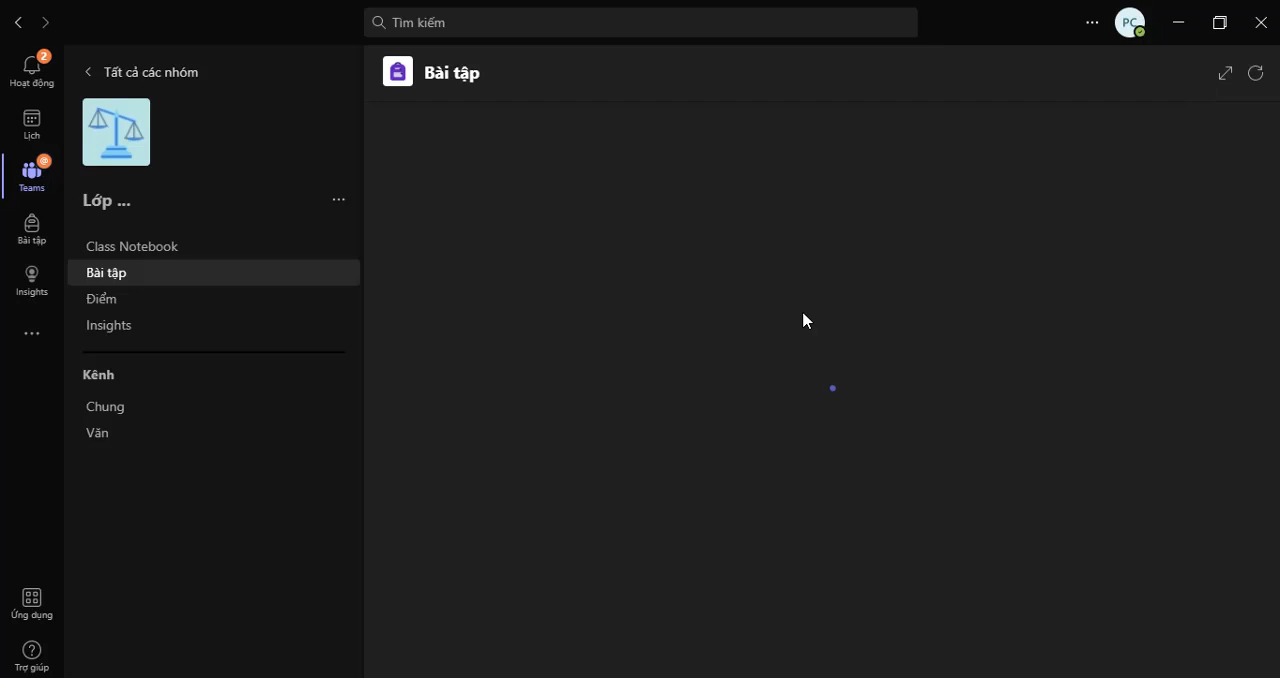 Tìm kiếm
PC
2
Hoạt động
Lịch
@
Teams
Bài tập
Insights
Ứng dụng
Trợ giúp
Tất cả các nhóm
Lớp ...
Class Notebook
Bài tập
Điểm
Insights
Kênh
Chung
Văn
Bài tập